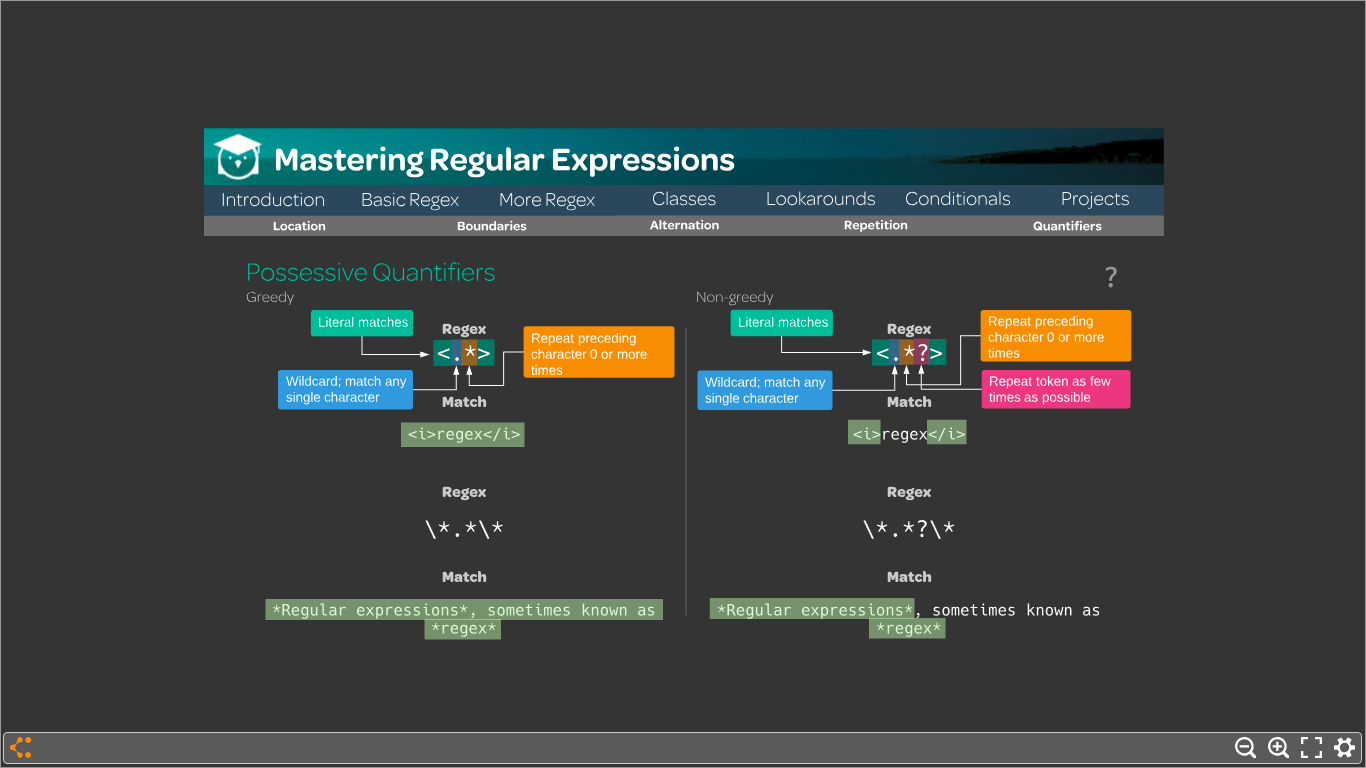 Mastering Regular Expressions
Introduction Basic Regex More Regex Classes Lookarounds Conditionals Projects
Location Boundaries Alternation Repetition Quantifiers
Possessive Quantifiers
?
Greedy
Literal matches
Regex
<.*>
Repeat preceding
character 0 or more
times
Wildcard; match any
single character
Match
<i>regex</i>
Regex
\*.*\*
Match
*Regular expressions*, sometimes known as
*regex*
Non-greedy
Literal matches
Regex
<.*?>
Repeat preceding
character 0 or more
times
Wildcard; match any
single character
Repeat token as few
times as possible
Match
<i>regex</i>
Regex
\*.*?\*
Match
*Regular expressions*, sometimes known as
*regex*